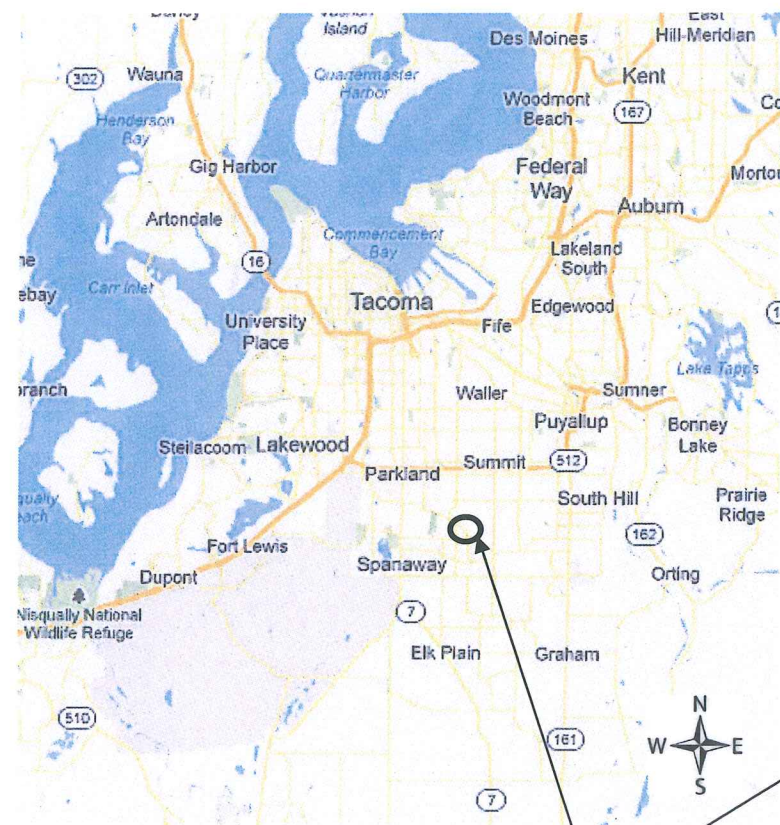 Island
Des Moines
East
Hill-Meridian
302
Wauna
Quartermaster
Harbor
Kent
Henderson
Bay
Woodmont
Beach
167
Gig Harbor
Federal
Way
Artondale
Auburn
Commencement
Bay
16
Lakeland
South
Carr Inlet
Tacoma
Edgewood
University
Place
Fife
Lake Tapps
Waller
Sumner
Puyallup
Bonney
Lake
Steilacoom
Lakewood
Parkland
Summit
512
South Hill
Prairie
Ridge
Fort Lewis
162
Dupont
Spanaway
Orting
Nisqually National
Wildlife Refuge
7
Elk Plain
Graham
510
161
N
W
E
S
7